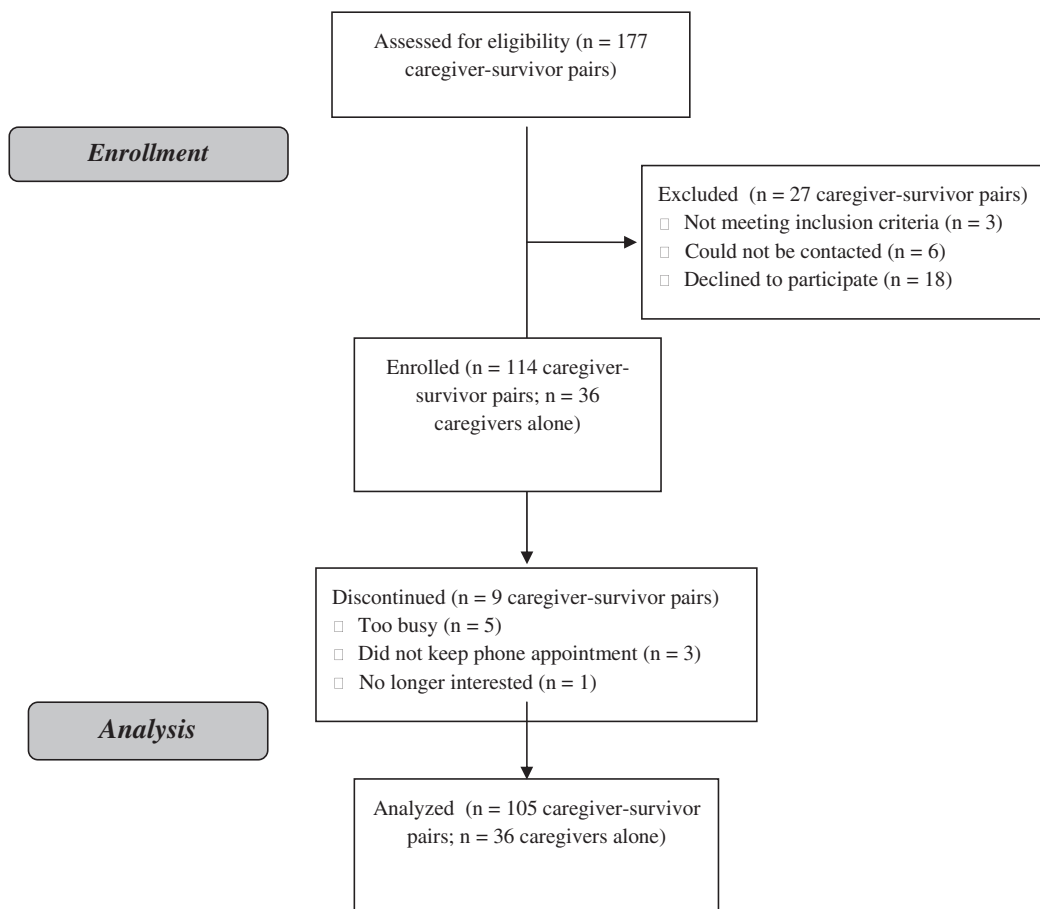 Assessed for eligibility (n = 177
caregiver-survivor pairs)
Enrollment
Excluded (n = 27 caregiver-survivor pairs)
Not meeting inclusion criteria (n = 3)
Could not be contacted (n = 6)
Declined to participate (n = 18)
Enrolled (n = 114 caregiver-
survivor pairs; n = 36
caregivers alone)
Discontinued (n = 9 caregiver-survivor pairs)
Too busy (n = 5)
Did not keep phone appointment (n = 3)
No longer interested (n = 1)
Analysis
Analyzed (n = 105 caregiver-survivor
pairs; n = 36 caregivers alone)